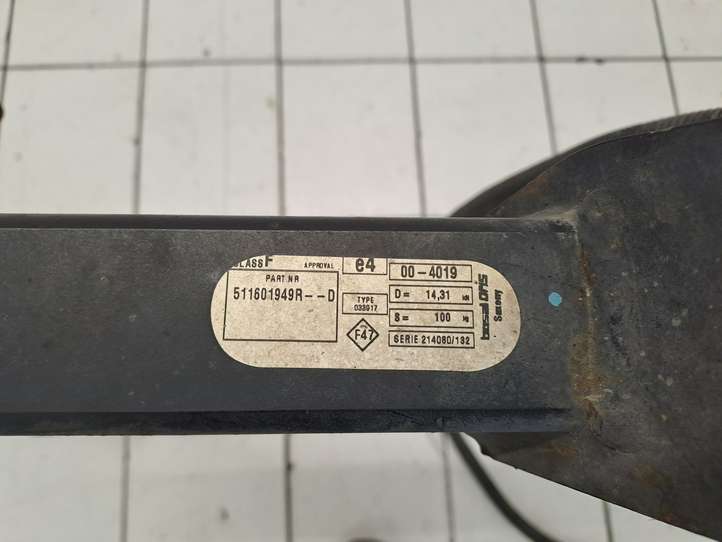 CLASS F APPROVAL e4 00-4019
PART NR
511601949R--D
TYPE
033917
F47
D= 14,31 kN
S= 100 Kg
SERIE 214080/132
bosal ORIS
Saxony